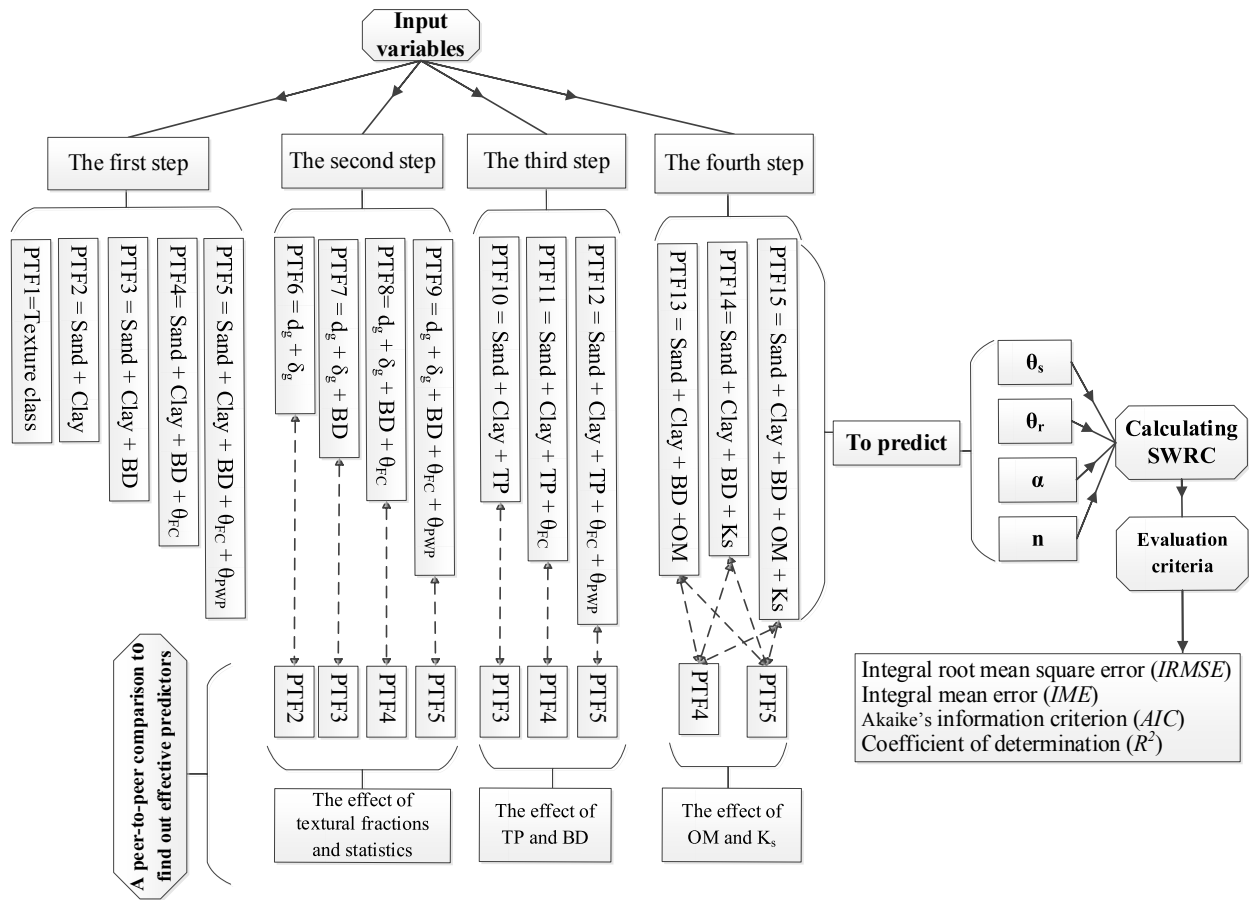 Input
variables
The first step
The second step
The third step
The fourth step
PTF1=Texture class
PTF2 = Sand + Clay
PTF3 = Sand + Clay + BD
PTF4= Sand + Clay + BD + θFC
PTF5 = Sand + Clay + BD + θFC + θPWP
PTF6 = dg + δg
PTF7 = dg + δg + BD
PTF8= dg + δg + BD + θFC
PTF9 = dg + δg + BD + θFC + θPWP
PTF10 = Sand + Clay + TP
PTF11 = Sand + Clay + TP + θFC
PTF12 = Sand + Clay + TP + θFC + θPWP
PTF13 = Sand + Clay + BD +OM
PTF14= Sand + Clay + BD + Ks
PTF15 = Sand + Clay + BD + OM + Ks
To predict
θs
θr
α
n
Calculating
SWRC
Evaluation
criteria
Integral root mean square error (IRMSE)
Integral mean error (IME)
Akaike's information criterion (AIC)
Coefficient of determination (R²)
A peer-to-peer comparison to
find out effective predictors
PTF2
PTF3
PTF4
PTF5
PTF3
PTF4
PTF5
PTF4
PTF5
The effect of
textural fractions
and statistics
The effect of
TP and BD
The effect of
OM and Ks